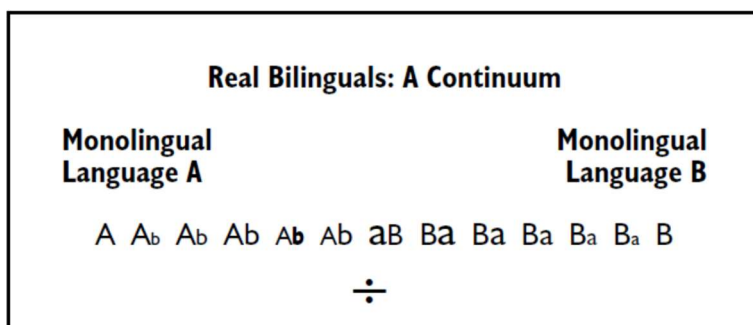 Real Bilinguals: A Continuum
Monolingual Monolingual
Language A Language B
A Ab Ab Ab Ab Ab aB Ba Ba Ba Ba Ba B
÷